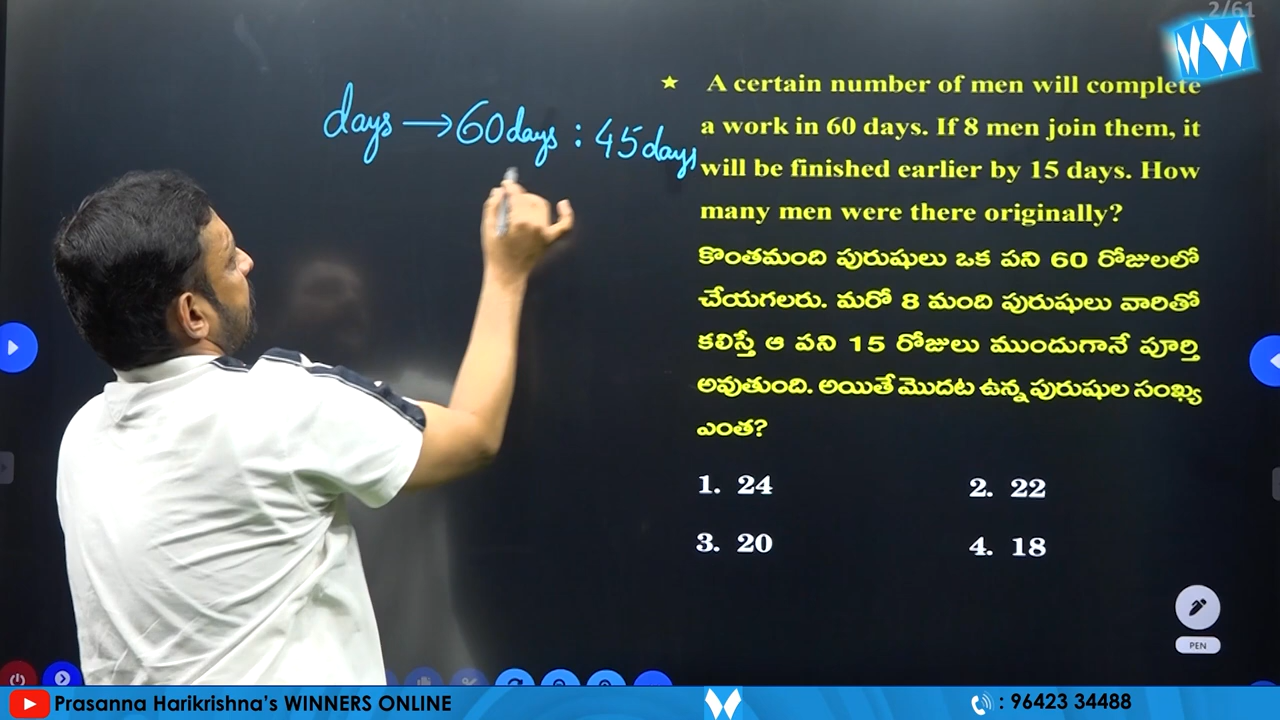 2/61
days → 60 days : 45 days
★ A certain number of men will complete
a work in 60 days. If 8 men join them, it
will be finished earlier by 15 days. How
many men were there originally?
కొంతమంది పురుషులు ఒక పని 60 రోజులలో
చేయగలరు. మరో 8 మంది పురుషులు వారితో
కలిస్తే ఆ పని 15 రోజులు ముందుగానే పూర్తి
అవుతుంది. అయితే మొదట ఉన్న పురుషుల సంఖ్య
ఎంత?
1. 24
2. 22
3. 20
4. 18
PEN
Prasanna Harikrishna's WINNERS ONLINE
: 96423 34488